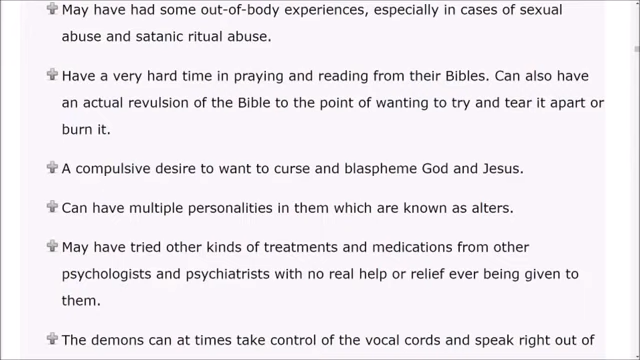 May have had some out-of-body experiences, especially in cases of sexual
abuse and satanic ritual abuse.
Have a very hard time in praying and reading from their Bibles. Can also have
an actual revulsion of the Bible to the point of wanting to try and tear it apart or
burn it.
A compulsive desire to want to curse and blaspheme God and Jesus.
Can have multiple personalities in them which are known as alters.
May have tried other kinds of treatments and medications from other
psychologists and psychiatrists with no real help or relief ever being given to
them.
The demons can at times take control of the vocal cords and speak right out of